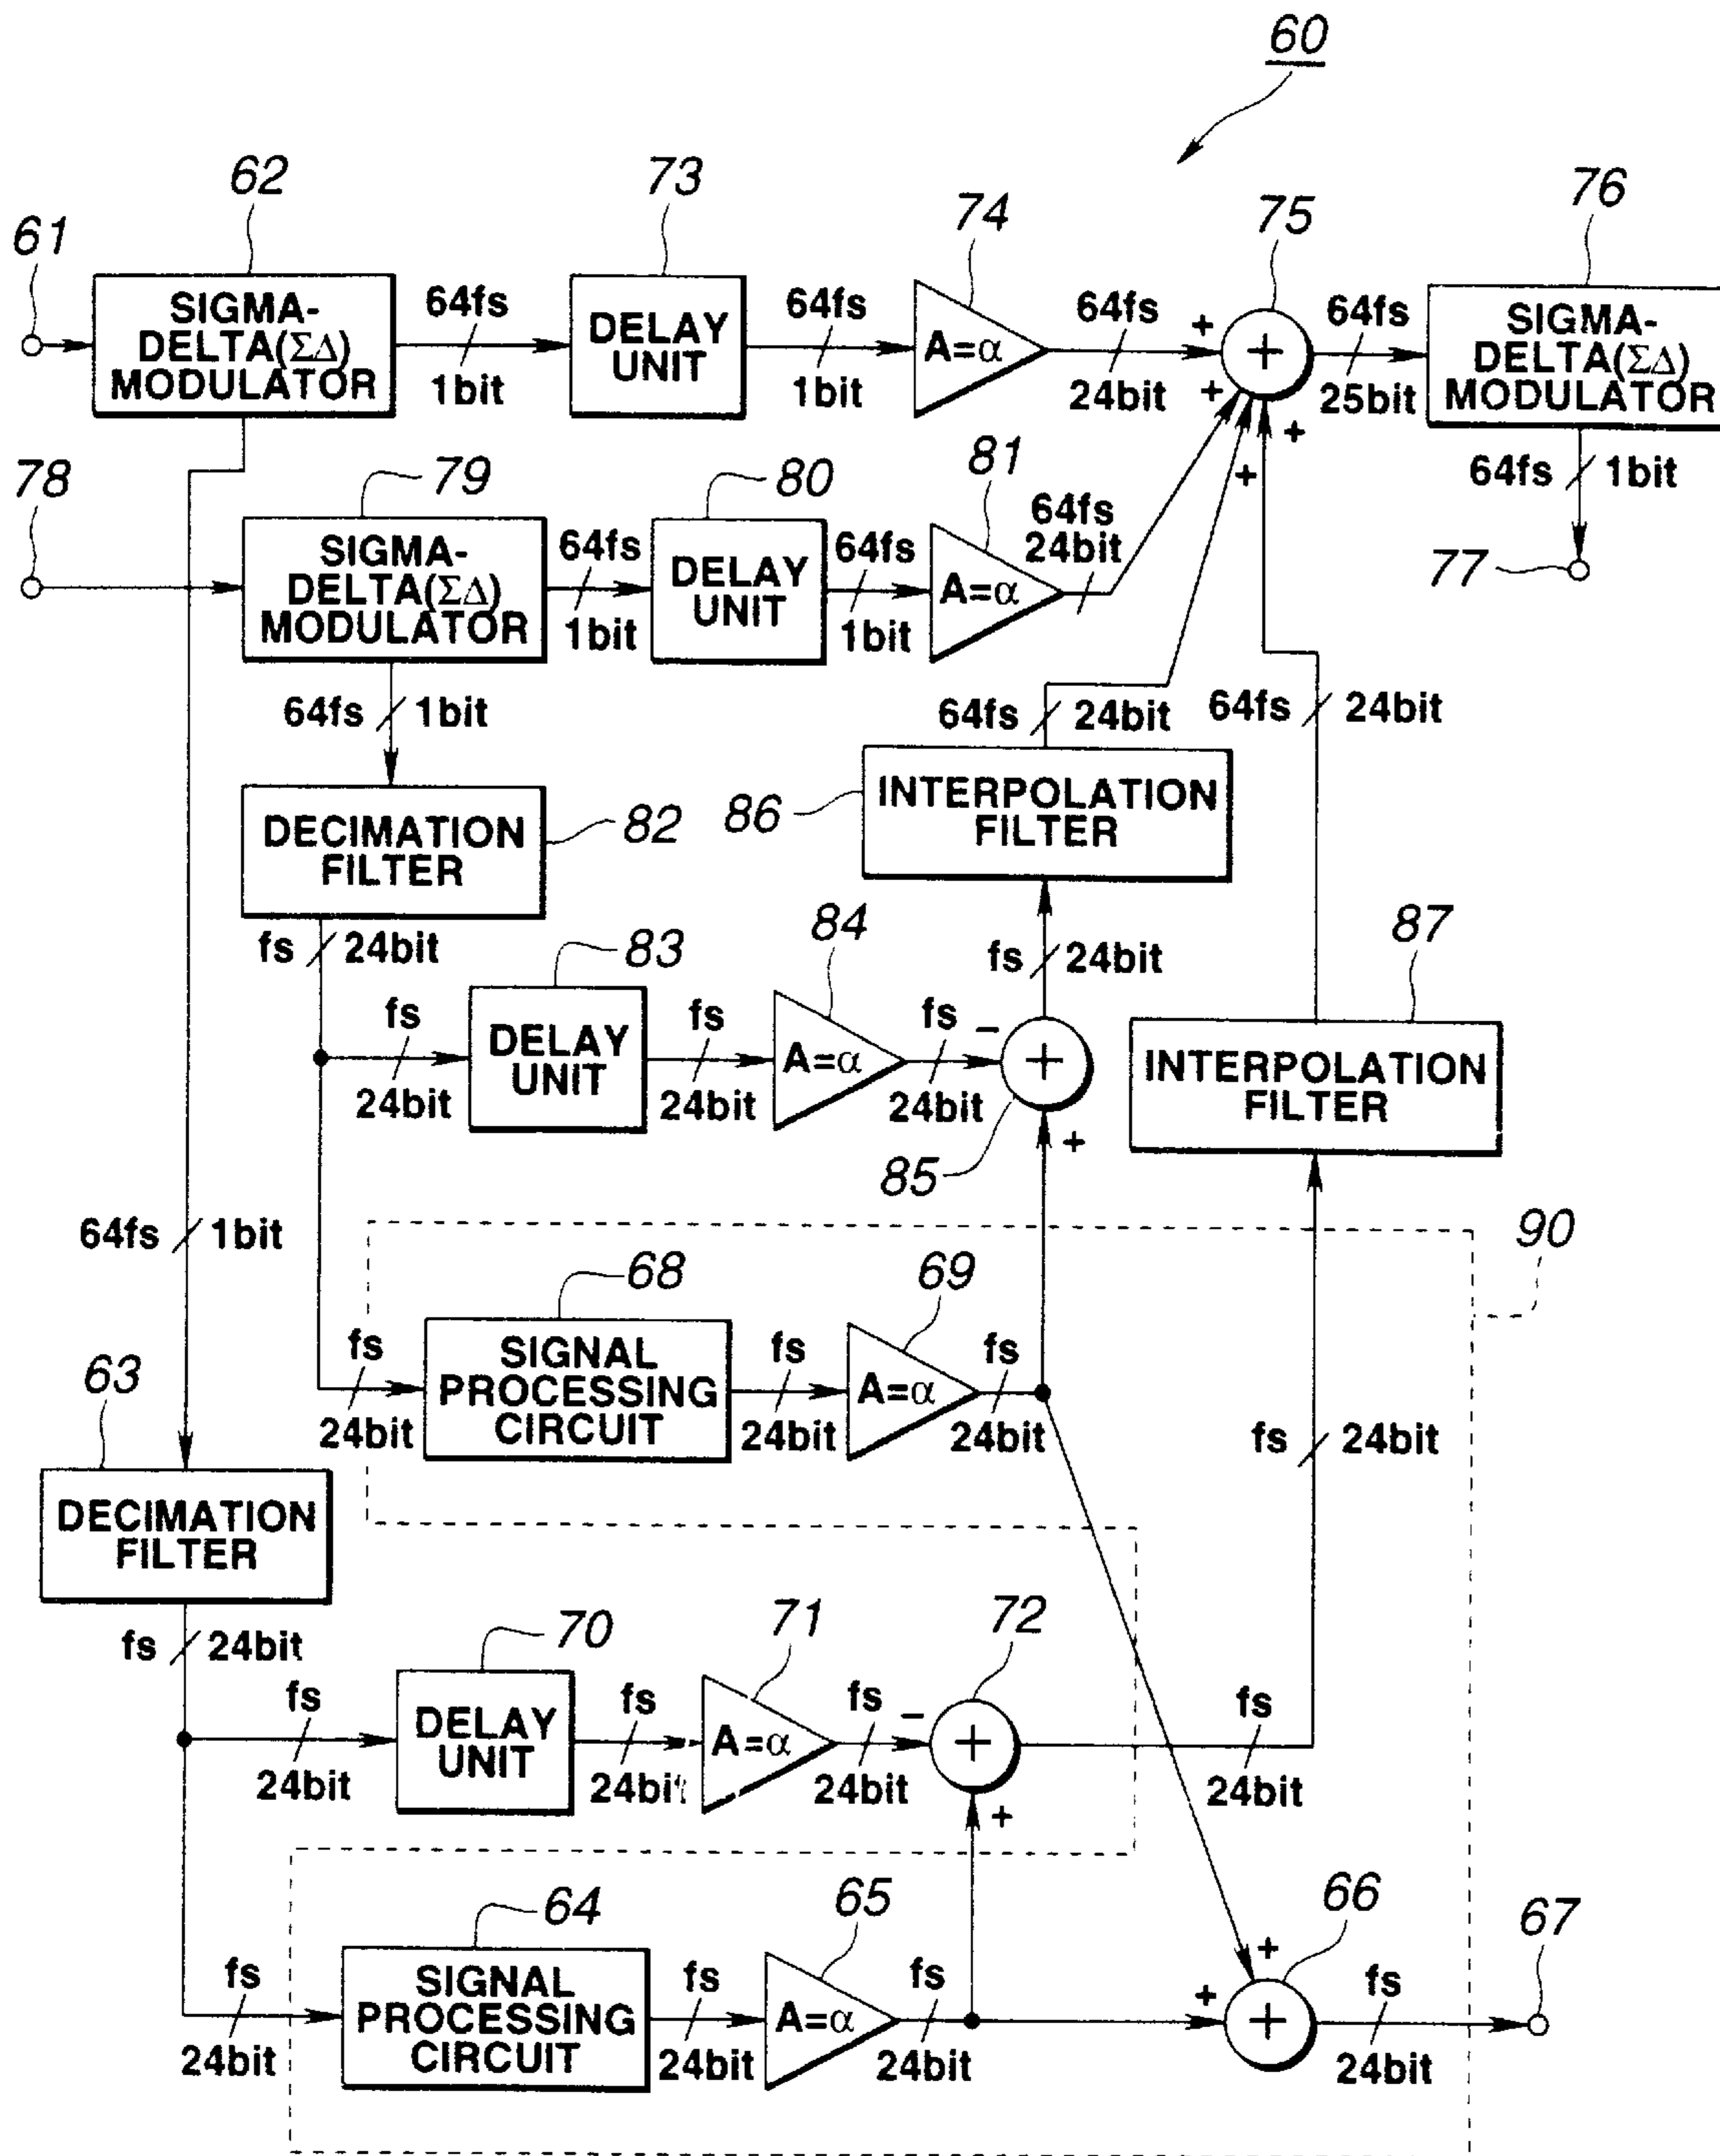 60
62
73
74
75
76
61
SIGMA-
DELTA(ΣΔ)
MODULATOR
64fs
1bit
DELAY
UNIT
64fs
1bit
A=α
64fs
24bit
+
+
+
+
+
64fs
25bit
SIGMA-
DELTA(ΣΔ)
MODULATOR
64fs
1bit
77
78
79
80
81
SIGMA-
DELTA(ΣΔ)
MODULATOR
64fs
1bit
DELAY
UNIT
64fs
1bit
A=α
64fs
24bit
64fs
1bit
64fs
24bit
64fs
24bit
DECIMATION
FILTER
82
86
INTERPOLATION
FILTER
fs
24bit
83
84
fs
24bit
87
fs
24bit
DELAY
UNIT
fs
24bit
A=α
fs
24bit
-
+
+
85
INTERPOLATION
FILTER
64fs
1bit
90
68
69
fs
24bit
SIGNAL
PROCESSING
CIRCUIT
fs
24bit
A=α
fs
24bit
fs
24bit
63
DECIMATION
FILTER
fs
24bit
70
71
72
fs
24bit
DELAY
UNIT
fs
24bit
A=α
fs
24bit
-
+
+
fs
24bit
64
65
66
67
fs
24bit
SIGNAL
PROCESSING
CIRCUIT
fs
24bit
A=α
fs
24bit
+
+
+
fs
24bit